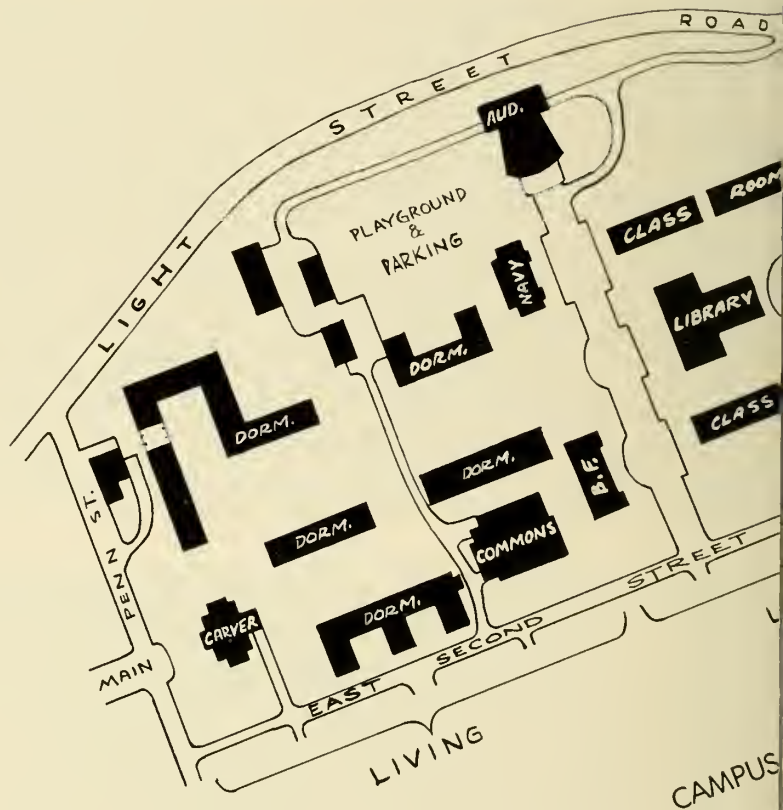 ROAD
LIGHT STREET
AUD.
PLAYGROUND
&
PARKING
NAVY
CLASS
ROOM
LIBRARY
CLASS
DORM.
DORM.
DORM.
B.F.
DORM.
COMMONS
PENN ST.
DORM.
CARVER
MAIN
EAST SECOND STREET
LIVING
CAMPUS